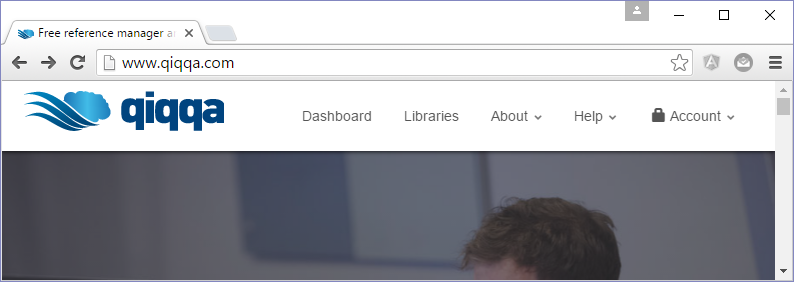 Free reference manager a
www.qiqqa.com
qiqqa
Dashboard Libraries About Help Account